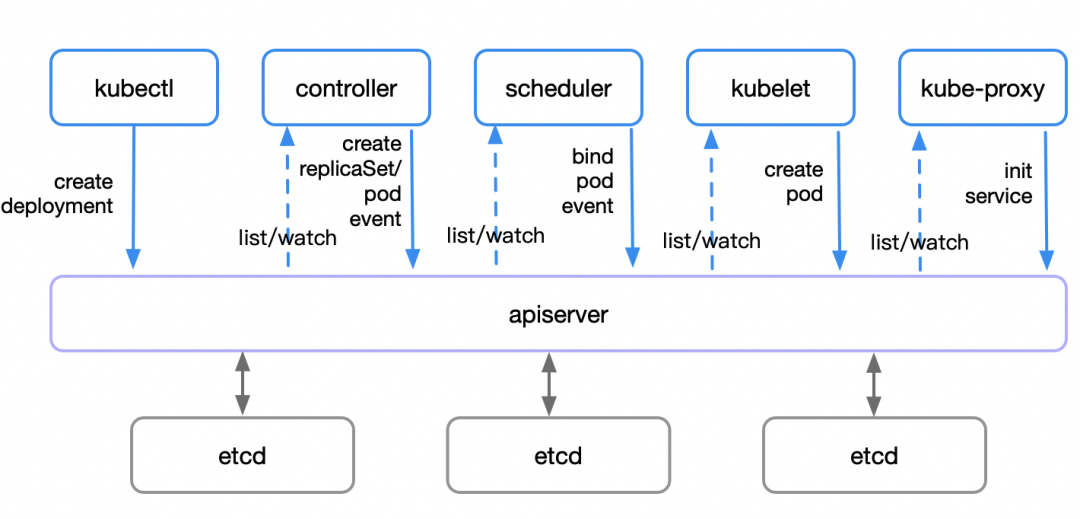 kubectl
controller
scheduler
kubelet
kube-proxy
create
deployment
list/watch
create
replicaSet/
pod
event
list/watch
bind
pod
event
list/watch
create
pod
list/watch
init
service
apiserver
etcd
etcd
etcd